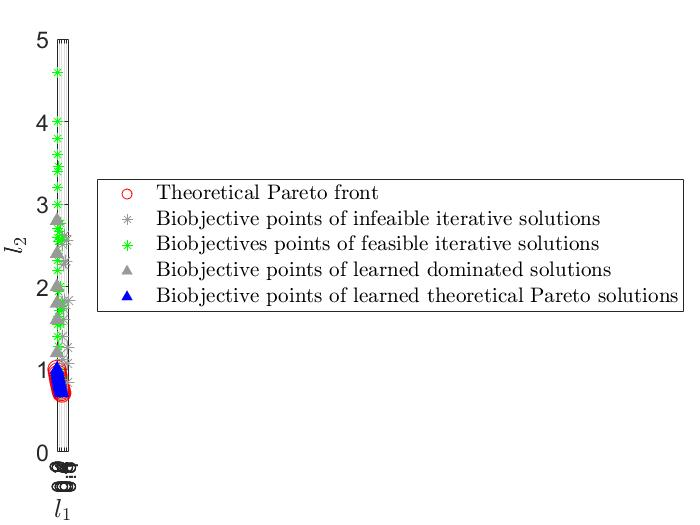 5
4
3
2
1
0
l2
l1
Theoretical Pareto front
Biobjective points of infeaible iterative solutions
Biobjectives points of feasible iterative solutions
Biobjective points of learned dominated solutions
Biobjective points of learned theoretical Pareto solutions